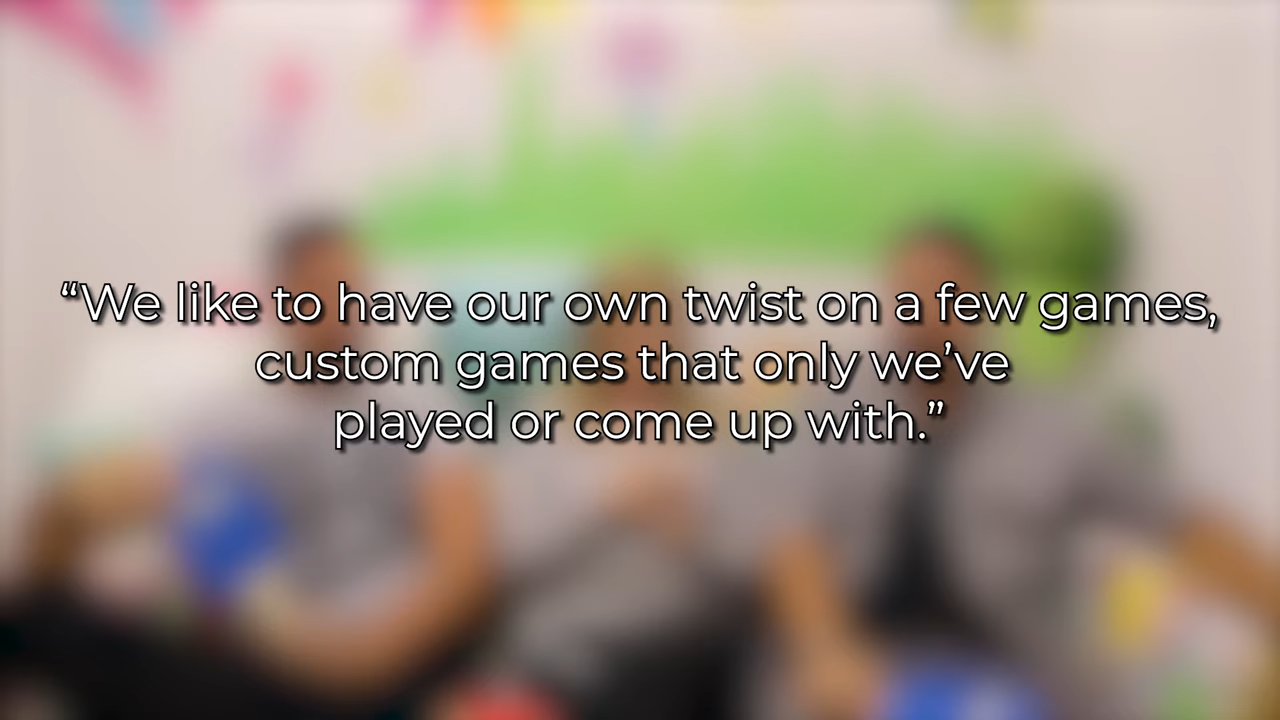 “We like to have our own twist on a few games,
custom games that only we’ve
played or come up with.”